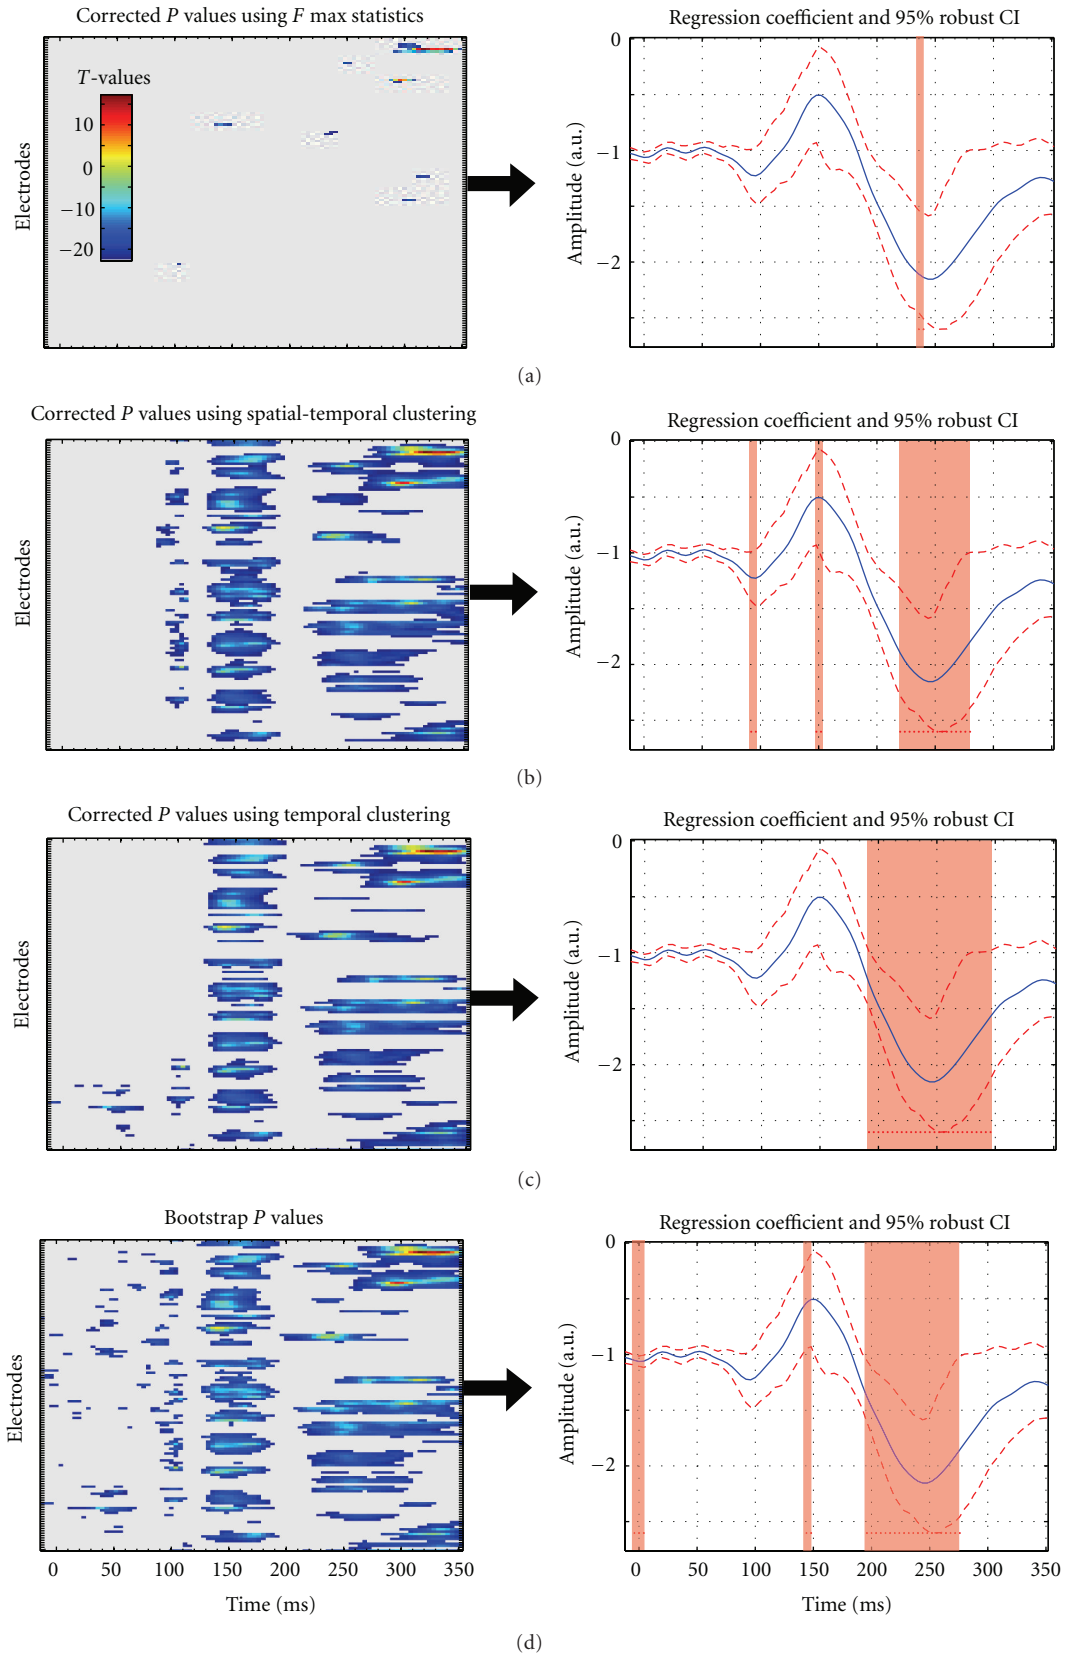 Corrected P values using F max statistics
Regression coefficient and 95% robust CI
T-values
10
0
−10
−20
Electrodes
0
−1
−2
Amplitude (a.u.)
(a)
Corrected P values using spatial-temporal clustering
Regression coefficient and 95% robust CI
Electrodes
0
−1
−2
Amplitude (a.u.)
(b)
Corrected P values using temporal clustering
Regression coefficient and 95% robust CI
Electrodes
0
−1
−2
Amplitude (a.u.)
(c)
Bootstrap P values
Regression coefficient and 95% robust CI
Electrodes
0
−1
−2
Amplitude (a.u.)
0 50 100 150 200 250 300 350
Time (ms)
0 50 100 150 200 250 300 350
Time (ms)
(d)